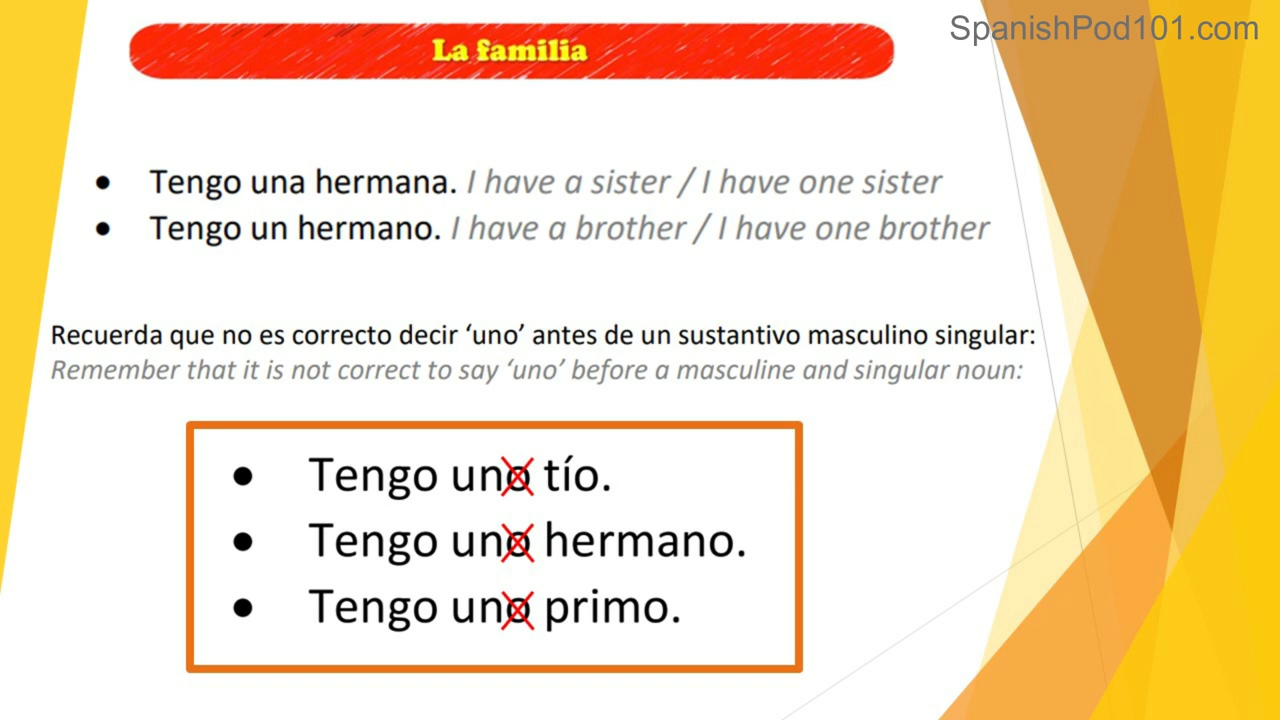 SpanishPod101.com
La familia
• Tengo una hermana. I have a sister / I have one sister
• Tengo un hermano. I have a brother / I have one brother
Recuerda que no es correcto decir ‘uno’ antes de un sustantivo masculino singular:
Remember that it is not correct to say ‘uno’ before a masculine and singular noun:
• Tengo uno tío.
• Tengo uno hermano.
• Tengo uno primo.